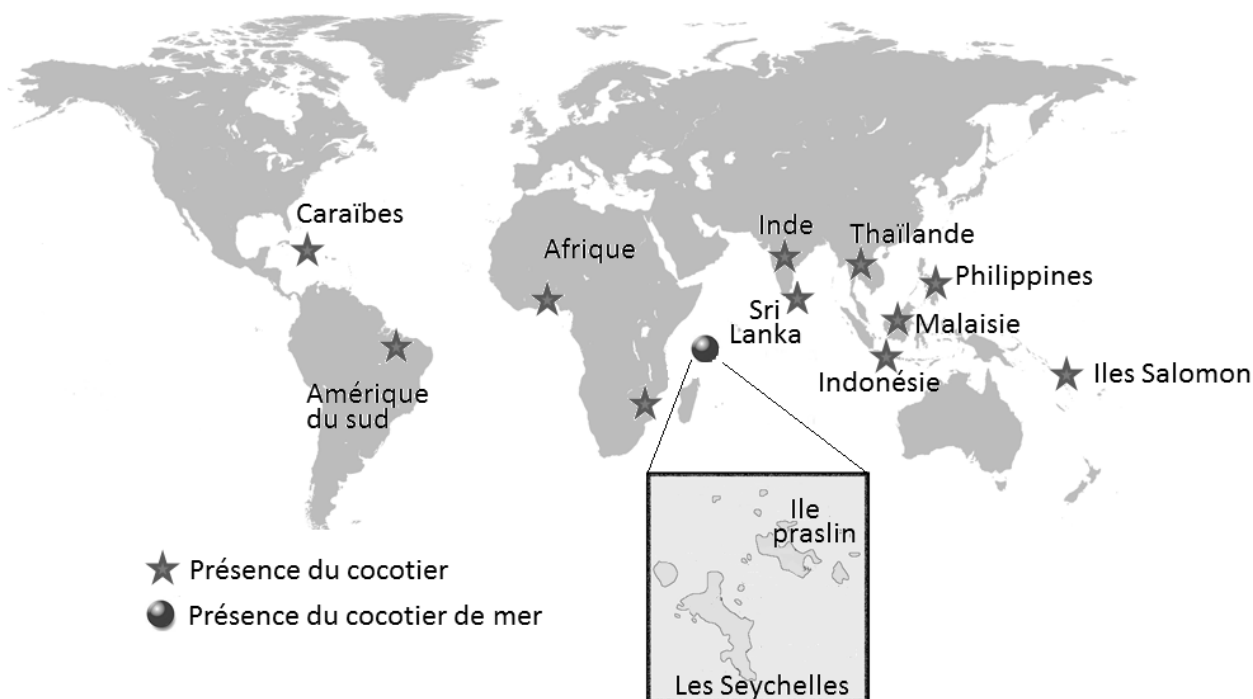 Caraïbes
Afrique
Inde
Thaïlande
Philippines
Sri
Lanka
Malaisie
Indonésie
Iles Salomon
Amérique
du sud
Ile
praslin
Les Seychelles
Présence du cocotier
Présence du cocotier de mer